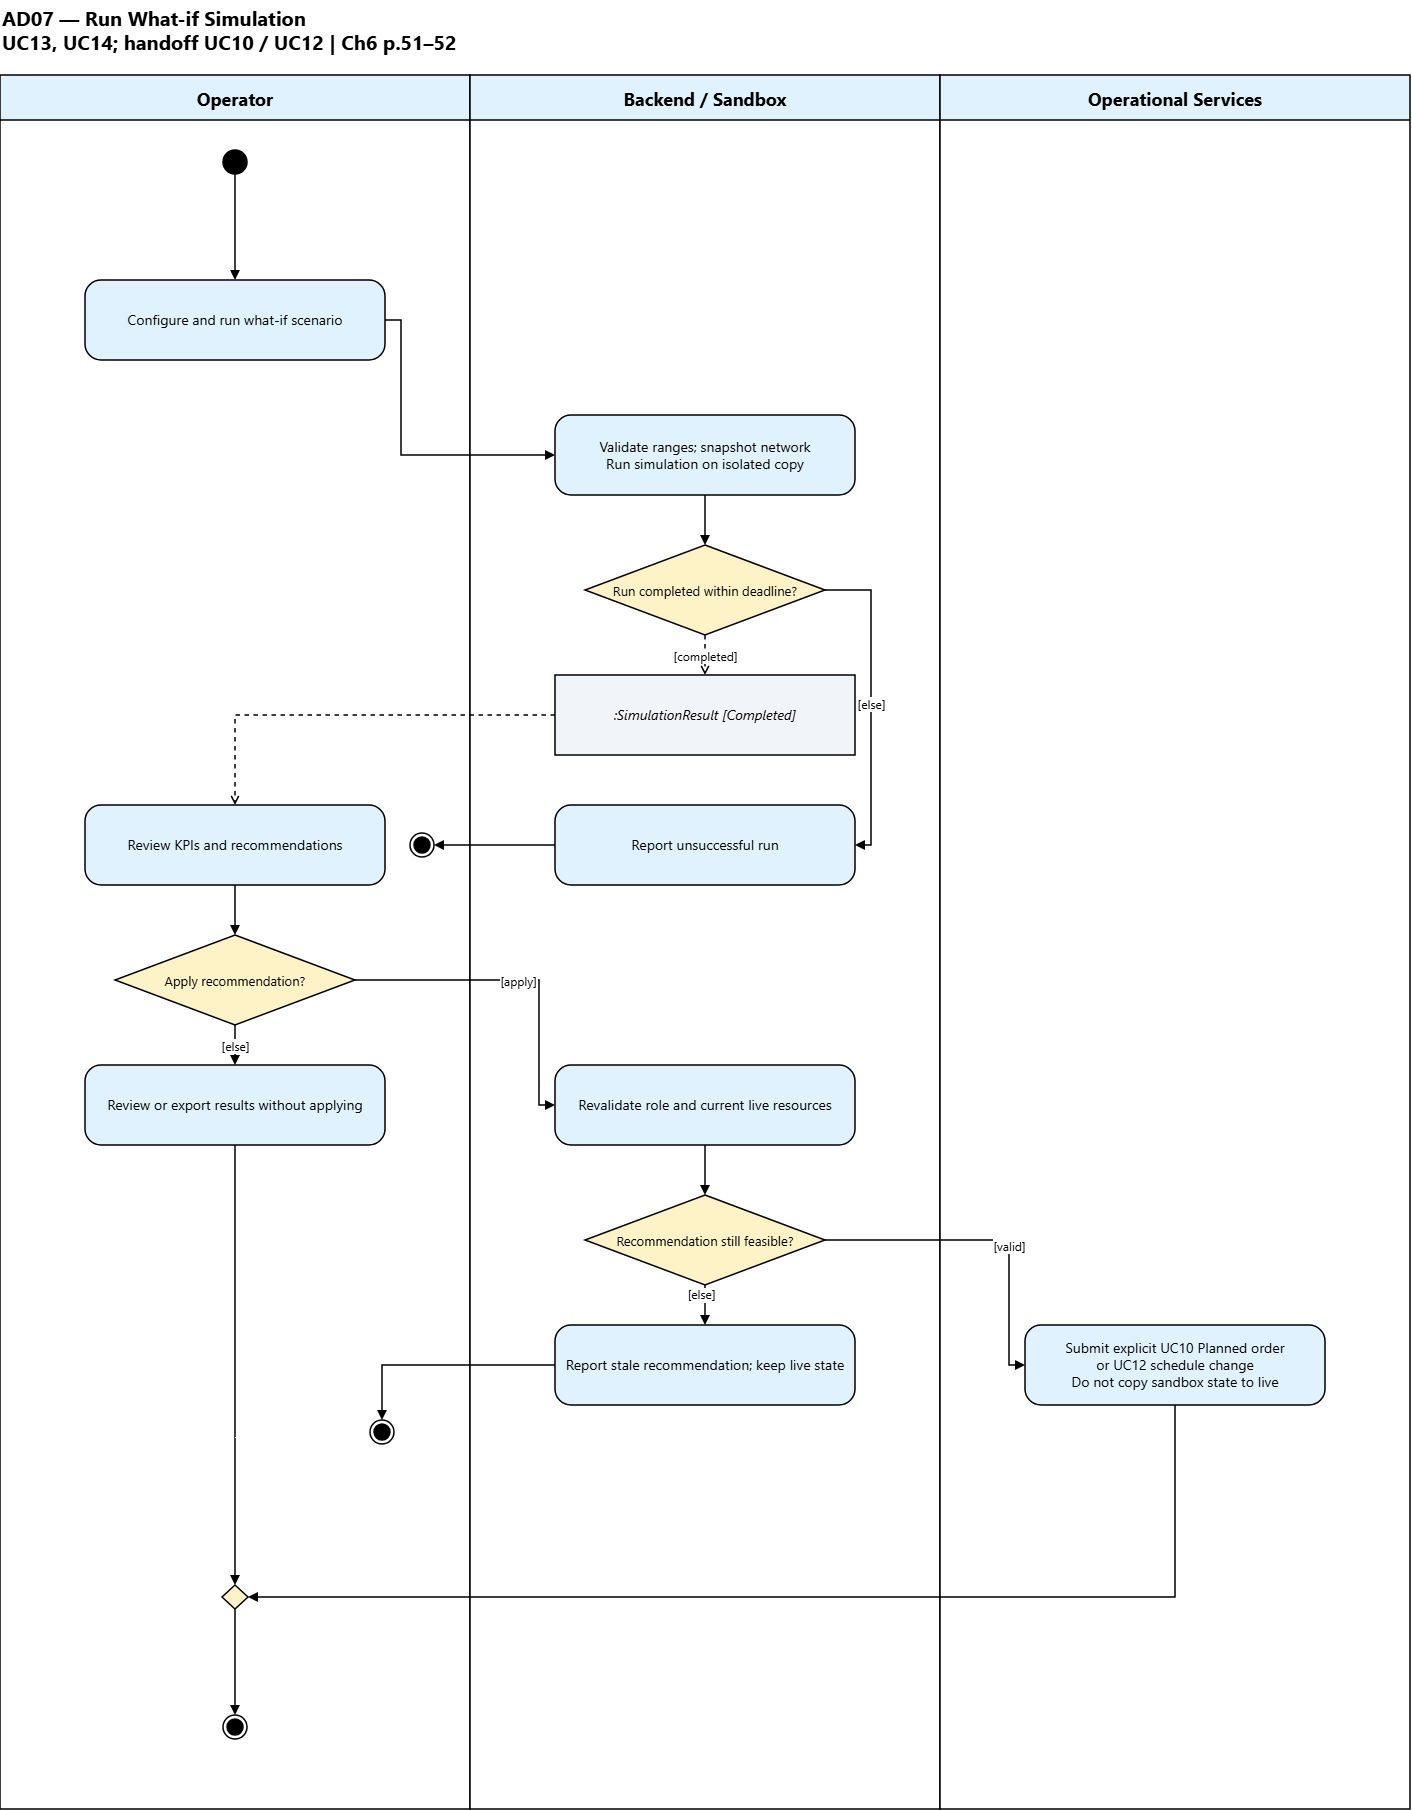 AD07 — Run What-if Simulation
UC13, UC14; handoff UC10 / UC12 | Ch6 p.51–52
Operator
Backend / Sandbox
Operational Services
Configure and run what-if scenario
Validate ranges; snapshot network
Run simulation on isolated copy
Run completed within deadline?
[completed]
[else]
:SimulationResult [Completed]
Review KPIs and recommendations
Report unsuccessful run
Apply recommendation?
[apply]
[else]
Review or export results without applying
Revalidate role and current live resources
Recommendation still feasible?
[valid]
[else]
Report stale recommendation; keep live state
Submit explicit UC10 Planned order
or UC12 schedule change
Do not copy sandbox state to live